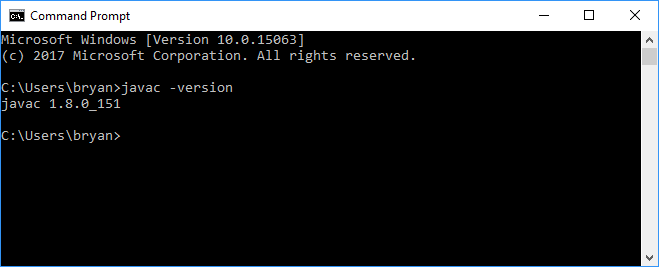 Command Prompt
Microsoft Windows [Version 10.0.15063]
(c) 2017 Microsoft Corporation. All rights reserved.
C:\Users\bryan>javac -version
javac 1.8.0_151
C:\Users\bryan>